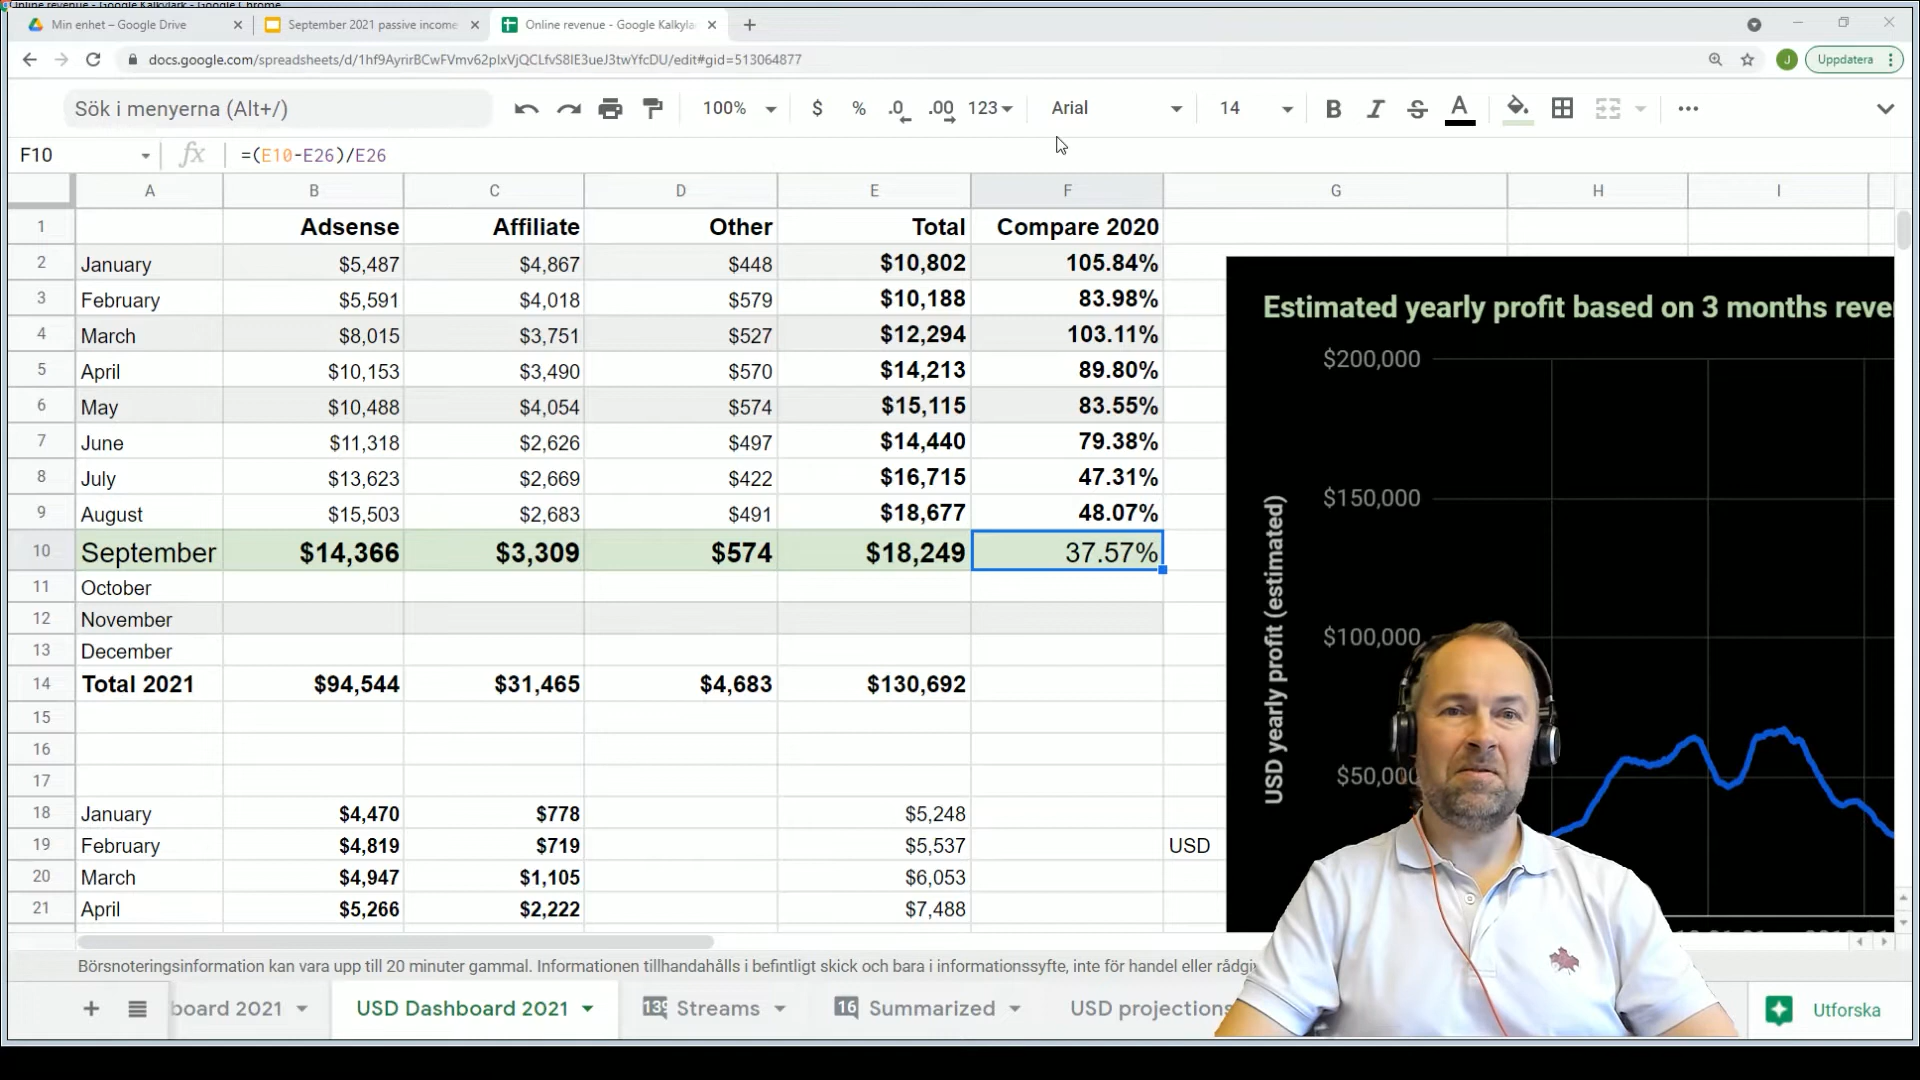 Online revenue - Google Kalkylark - Google Chrome
Min enhet – Google Drive
September 2021 passive income
Online revenue - Google Kalkyla
docs.google.com/spreadsheets/d/1hf9AyrirBCwFVmv62pIxVjQCLfvS8IE3ueJ3twYfcDU/edit#gid=513064877
J
Uppdatera
Sök i menyerna (Alt+/)
100%
$
%
.0
.00
123
Arial
14
B
I
S
A
F10
fx
=(E10-E26)/E26
A B C D E F G H I
1 Adsense Affiliate Other Total Compare 2020
2 January $5,487 $4,867 $448 $10,802 105.84%
3 February $5,591 $4,018 $579 $10,188 83.98%
4 March $8,015 $3,751 $527 $12,294 103.11%
5 April $10,153 $3,490 $570 $14,213 89.80%
6 May $10,488 $4,054 $574 $15,115 83.55%
7 June $11,318 $2,626 $497 $14,440 79.38%
8 July $13,623 $2,669 $422 $16,715 47.31%
9 August $15,503 $2,683 $491 $18,677 48.07%
10 September $14,366 $3,309 $574 $18,249 37.57%
11 October
12 November
13 December
14 Total 2021 $94,544 $31,465 $4,683 $130,692
15
16
17
18 January $4,470 $778 $5,248
19 February $4,819 $719 $5,537 USD
20 March $4,947 $1,105 $6,053
21 April $5,266 $2,222 $7,488
Estimated yearly profit based on 3 months reve
USD yearly profit (estimated)
$200,000
$150,000
$100,000
$50,000
Börsnoteringsinformation kan vara upp till 20 minuter gammal. Informationen tillhandahålls i befintligt skick och bara i informationssyfte, inte för handel eller rådgi
board 2021
USD Dashboard 2021
139 Streams
16 Summarized
USD projections
Utforska